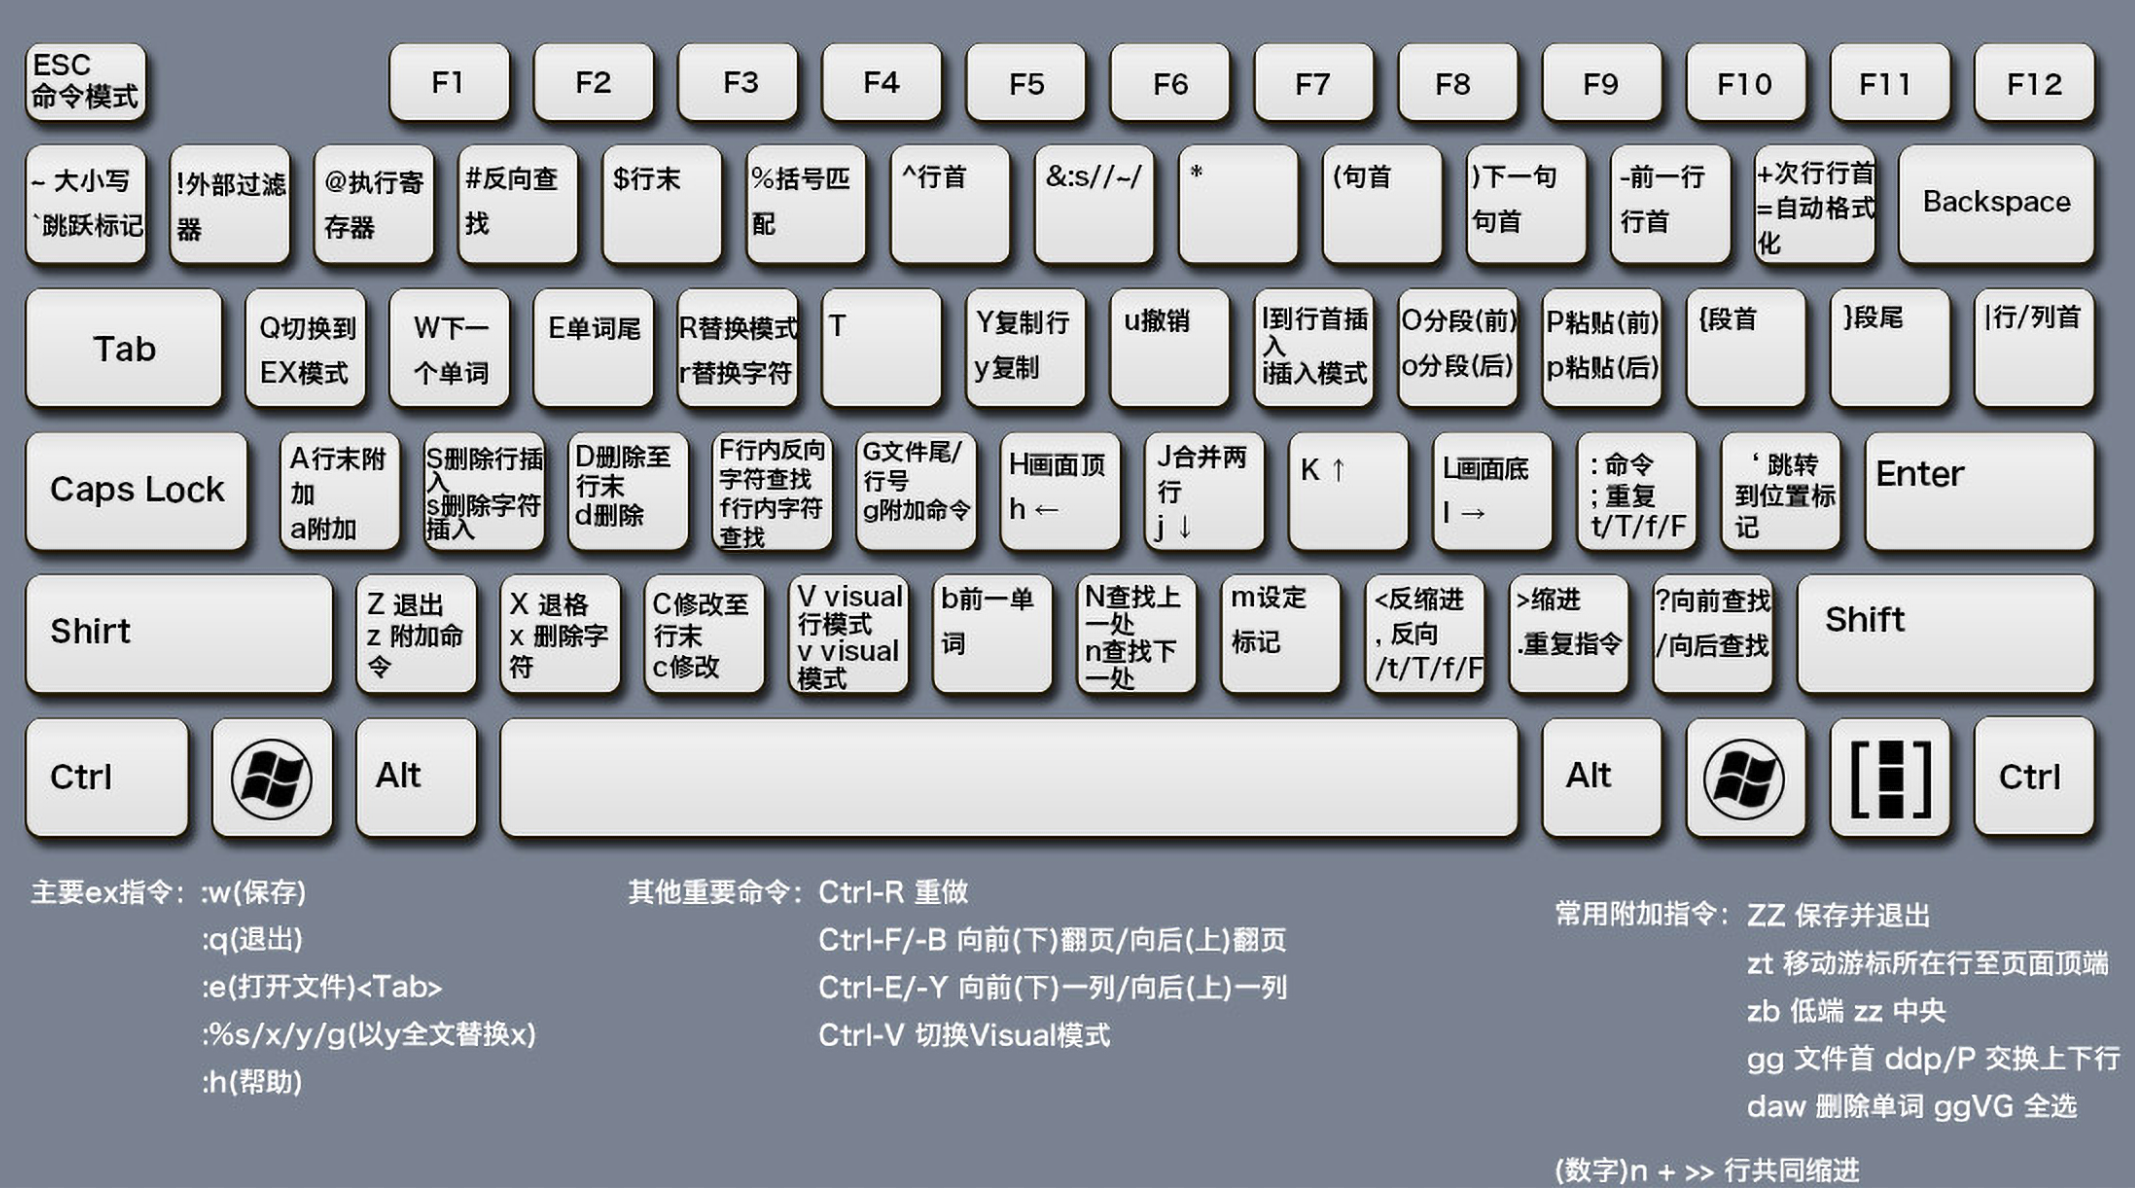 ESC
命令模式
F1
F2
F3
F4
F5
F6
F7
F8
F9
F10
F11
F12
~ 大小写
`跳跃标记
!外部过滤
器
@执行寄
存器
#反向查
找
$行末
%括号匹
配
^行首
&:s//~/
*
(句首
)下一句
句首
-前一行
行首
+次行行首
=自动格式
化
Backspace
Tab
Q切换到
EX模式
W下一
个单词
E单词尾
R替换模式
r替换字符
T
Y复制行
y复制
u撤销
I到行首插
入
i插入模式
O分段(前)
o分段(后)
P粘贴(前)
p粘贴(后)
{段首
}段尾
|行/列首
Caps Lock
A行末附
加
a附加
S删除行插
入
s删除字符
插入
D删除至
行末
d删除
F行内反向
字符查找
f行内字符
查找
G文件尾/
行号
g附加命令
H画面顶
h ←
J合并两
行
j ↓
K ↑
L画面底
l →
: 命令
; 重复
t/T/f/F
‘ 跳转
到位置标
记
Enter
Shirt
Z 退出
z 附加命
令
X 退格
x 删除字
符
C修改至
行末
c修改
V visual
行模式
v visual
模式
b前一单
词
N查找上
一处
n查找下
一处
m设定
标记
<反缩进
, 反向
/t/T/f/F
>缩进
.重复指令
?向前查找
/向后查找
Shift
Ctrl
Alt
Alt
Ctrl
主要ex指令：:w(保存)
:q(退出)
:e(打开文件)<Tab>
:%s/x/y/g(以y全文替换x)
:h(帮助)
其他重要命令：Ctrl-R 重做
Ctrl-F/-B 向前(下)翻页/向后(上)翻页
Ctrl-E/-Y 向前(下)一列/向后(上)一列
Ctrl-V 切换Visual模式
常用附加指令：ZZ 保存并退出
zt 移动游标所在行至页面顶端
zb 低端 zz 中央
gg 文件首 ddp/P 交换上下行
daw 删除单词 ggVG 全选
(数字)n + >> 行共同缩进